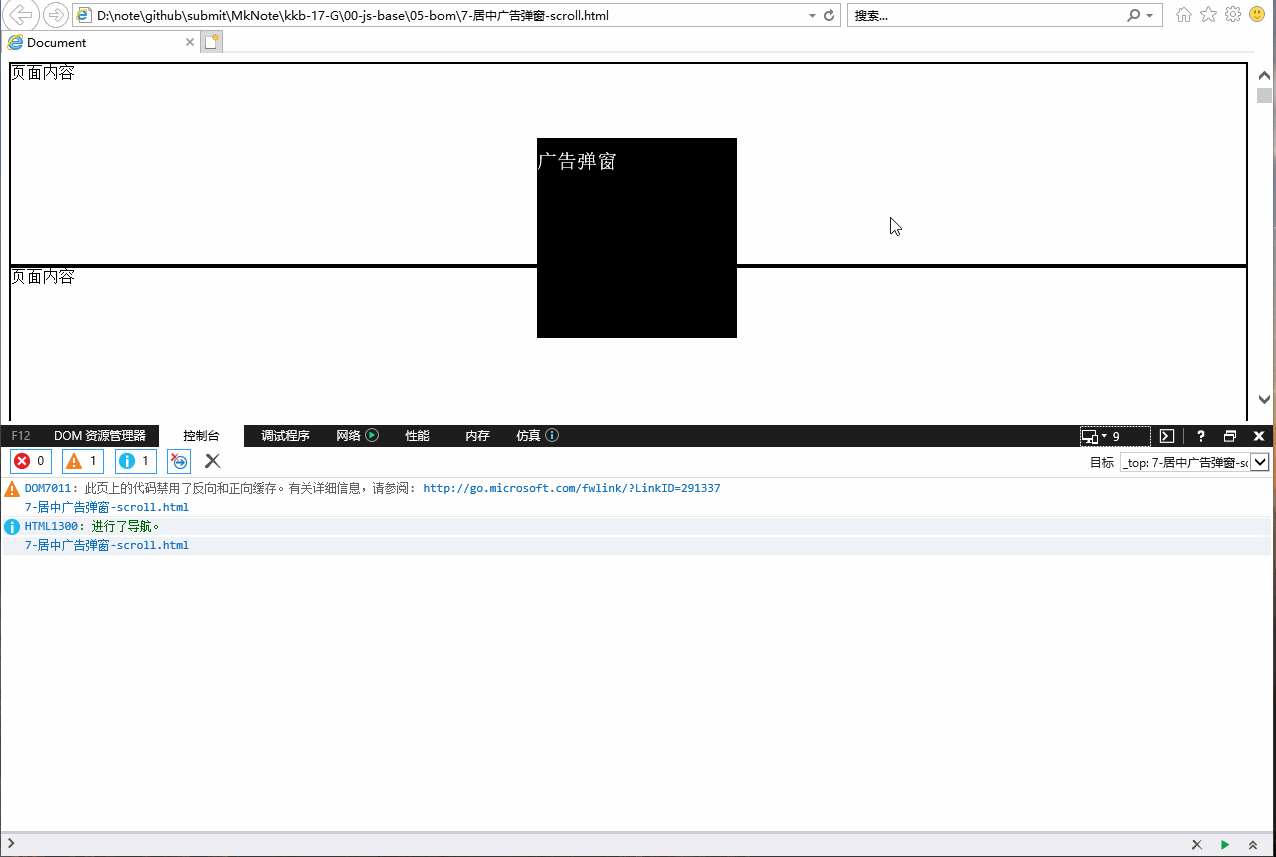 D:\note\github\submit\MkNote\kkb-17-G\00-js-base\05-bom\7-居中广告弹窗-scroll.html
搜索...
Document
页面内容
广告弹窗
页面内容
F12 DOM 资源管理器 控制台 调试程序 网络 性能 内存 仿真 9 ?
0 1 1 目标 _top: 7-居中广告弹窗-sc
DOM7011: 此页上的代码禁用了反向和正向缓存。有关详细信息，请参阅: http://go.microsoft.com/fwlink/?LinkID=291337
7-居中广告弹窗-scroll.html
HTML1300: 进行了导航。
7-居中广告弹窗-scroll.html